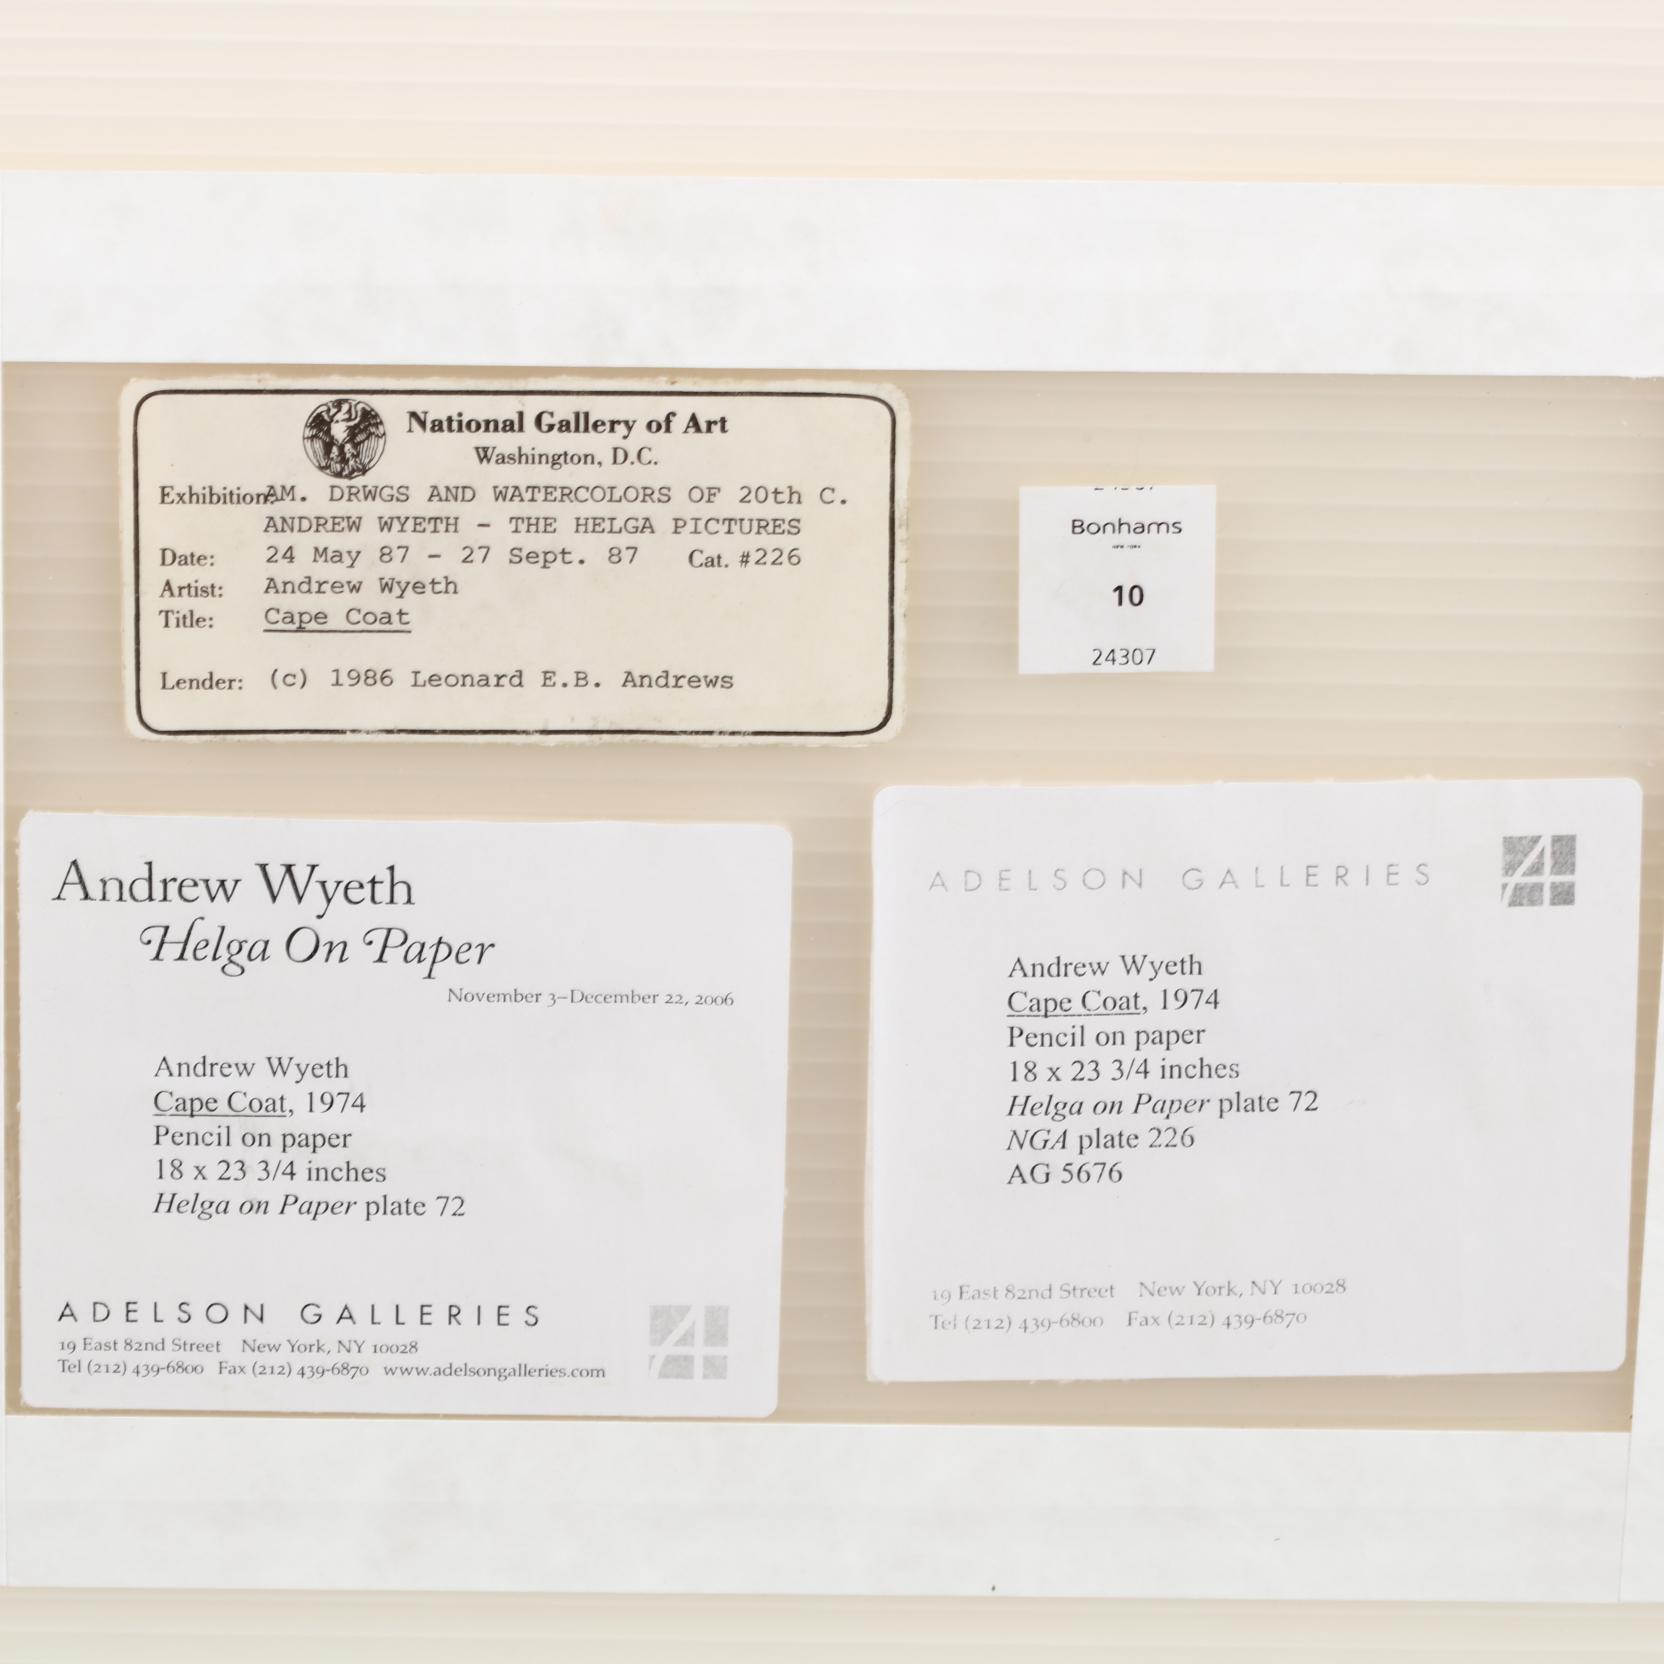 National Gallery of Art
Washington, D.C.
Exhibition: AM. DRWGS AND WATERCOLORS OF 20th C.
ANDREW WYETH - THE HELGA PICTURES
Date: 24 May 87 - 27 Sept. 87 Cat. #226
Artist: Andrew Wyeth
Title: Cape Coat
Lender: (c) 1986 Leonard E.B. Andrews
Bonhams
NEW YORK
10
24307
Andrew Wyeth
Helga On Paper
November 3–December 22, 2006
Andrew Wyeth
Cape Coat, 1974
Pencil on paper
18 x 23 3/4 inches
Helga on Paper plate 72
ADELSON GALLERIES
19 East 82nd Street New York, NY 10028
Tel (212) 439-6800 Fax (212) 439-6870 www.adelsongalleries.com
ADELSON GALLERIES
Andrew Wyeth
Cape Coat, 1974
Pencil on paper
18 x 23 3/4 inches
Helga on Paper plate 72
NGA plate 226
AG 5676
19 East 82nd Street New York, NY 10028
Tel (212) 439-6800 Fax (212) 439-6870